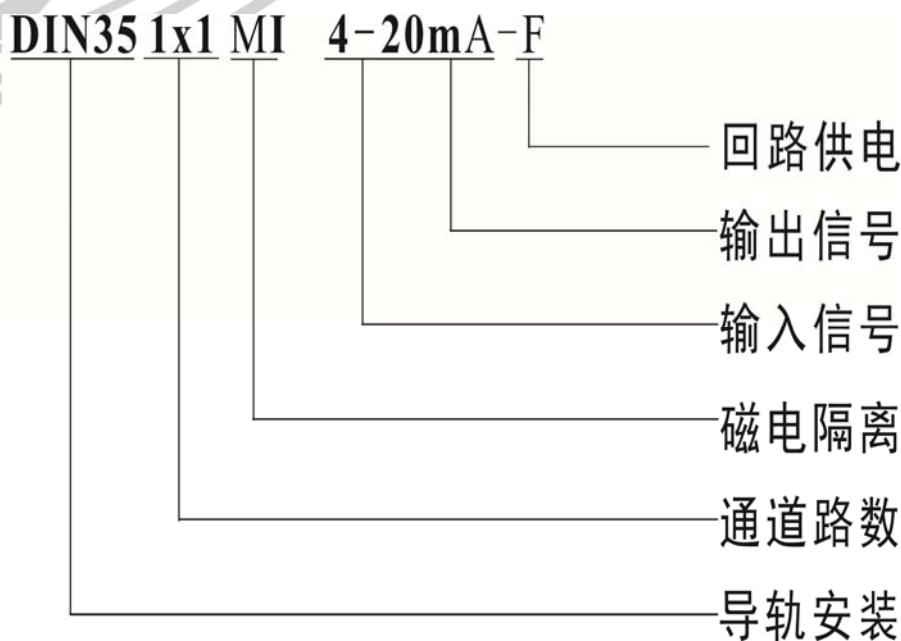 DIN35 1x1 MI 4-20mA-F
回路供电
输出信号
输入信号
磁电隔离
通道路数
导轨安装